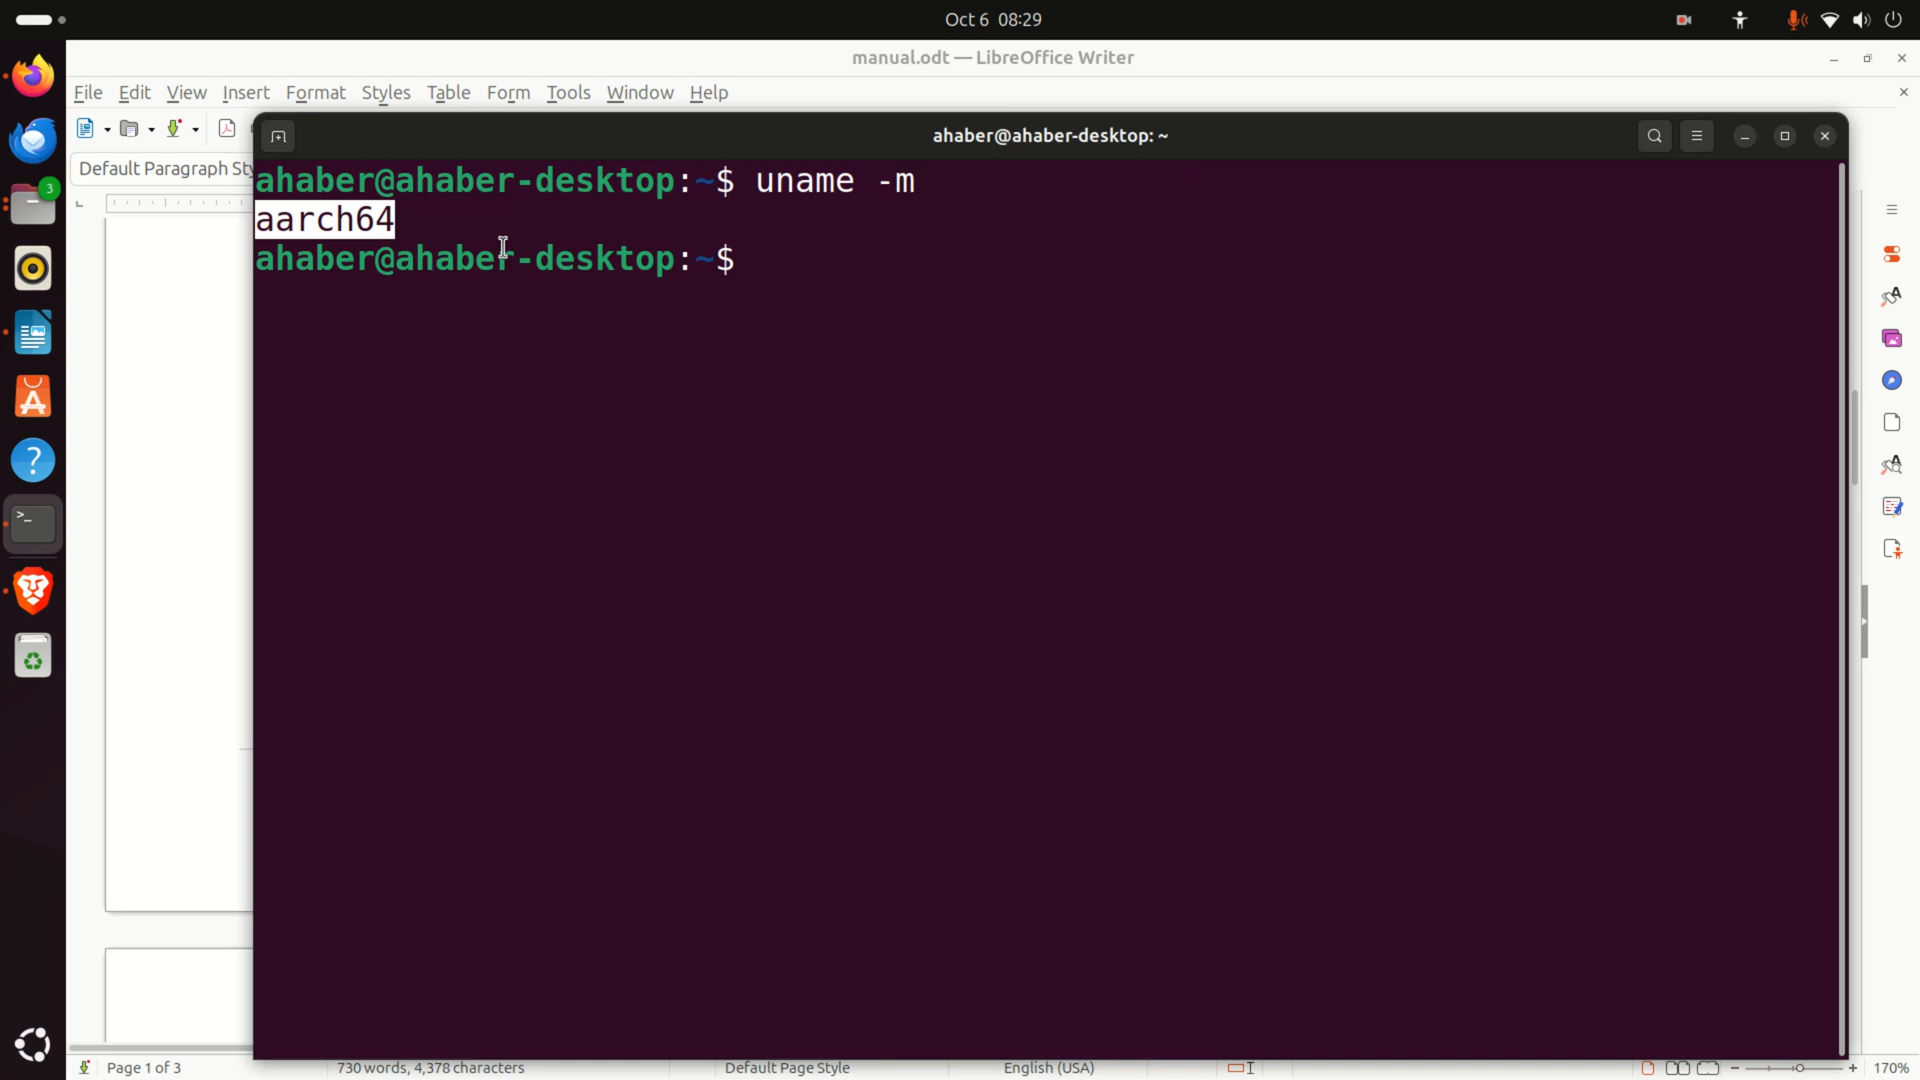 Oct 6 08:29
manual.odt — LibreOffice Writer
File Edit View Insert Format Styles Table Form Tools Window Help
ahaber@ahaber-desktop: ~
Default Paragraph Sty
ahaber@ahaber-desktop:~$ uname -m
aarch64
ahaber@ahaber-desktop:~$
3
Page 1 of 3 730 words, 4,378 characters Default Page Style English (USA) 170%